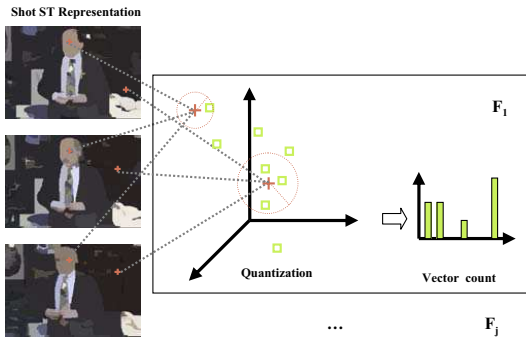 Shot ST Representation
F1
Quantization
Vector count
...
Fj